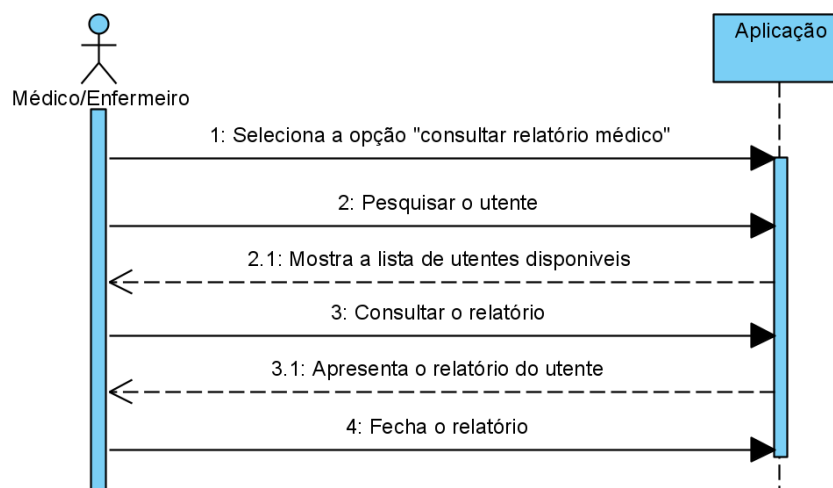 Aplicação
Médico/Enfermeiro
1: Seleciona a opção "consultar relatório médico"
2: Pesquisar o utente
2.1: Mostra a lista de utentes disponiveis
3: Consultar o relatório
3.1: Apresenta o relatório do utente
4: Fecha o relatório